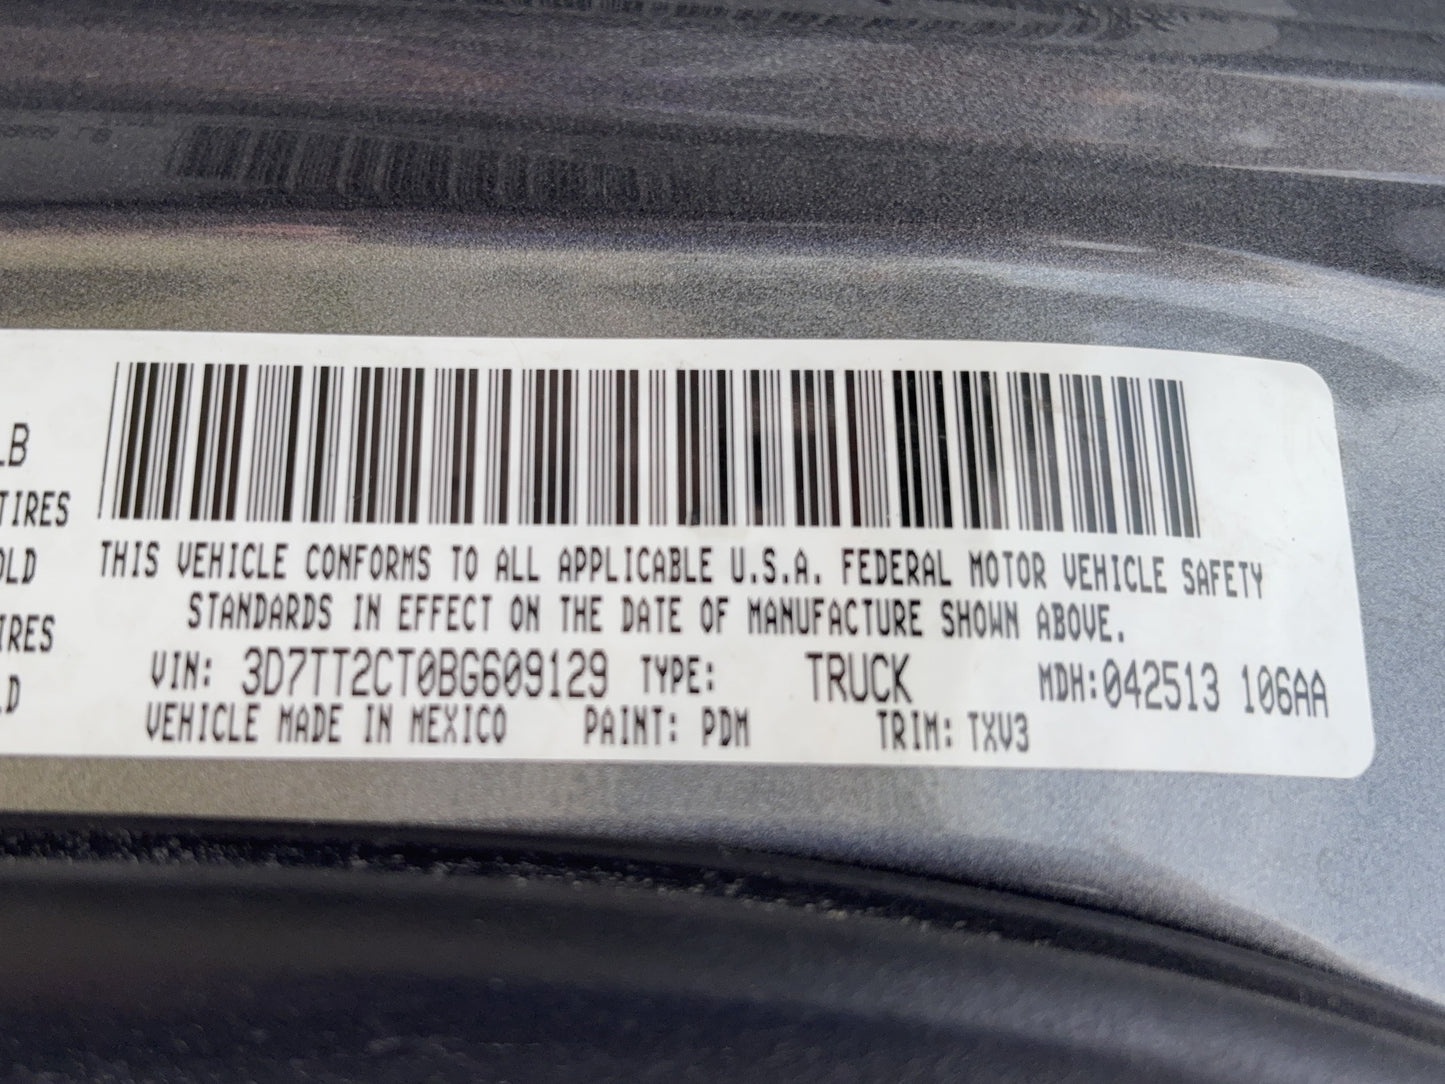 LB
TIRES
THIS VEHICLE CONFORMS TO ALL APPLICABLE U.S.A. FEDERAL MOTOR VEHICLE SAFETY
OLD
STANDARDS IN EFFECT ON THE DATE OF MANUFACTURE SHOWN ABOVE.
IRES
VIN: 3D7TT2CT0BG609129 TYPE: TRUCK MDH:042513 106AA
LD
VEHICLE MADE IN MEXICO PAINT: PDM TRIM: TXV3